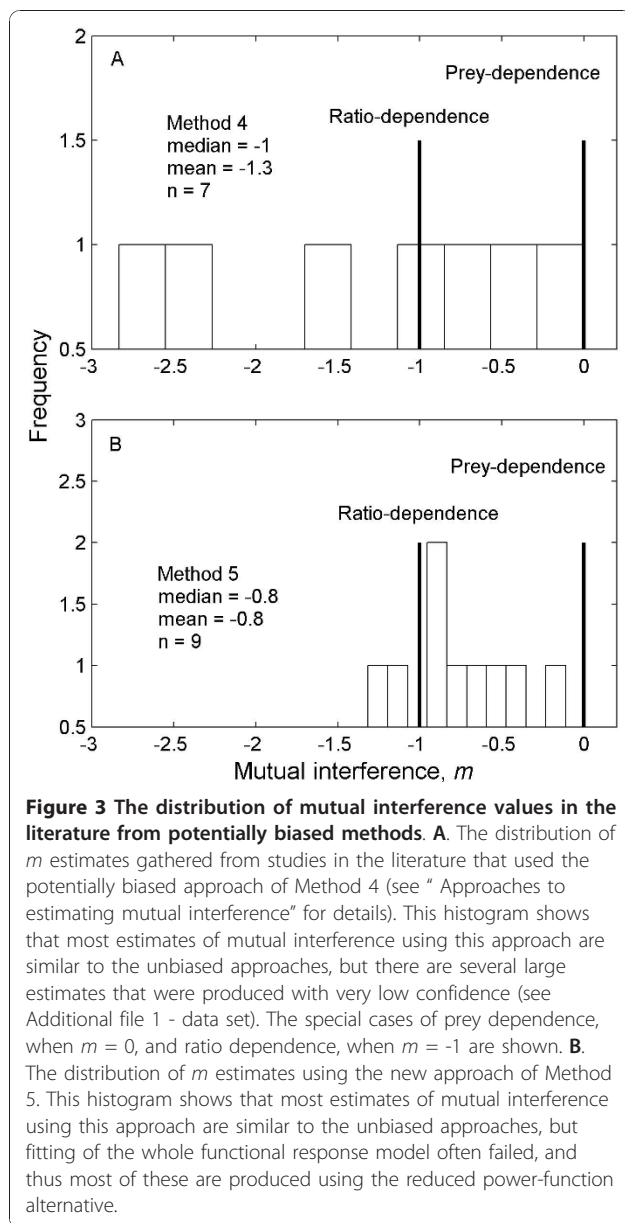 2
A
Prey-dependence
Ratio-dependence
Method 4
median = -1
mean = -1.3
n = 7
1.5
1
0.5
-3 -2.5 -2 -1.5 -1 -0.5 0
Frequency
3
B
Prey-dependence
2.5
Ratio-dependence
2
Method 5
median = -0.8
mean = -0.8
n = 9
1.5
1
0.5
-3 -2.5 -2 -1.5 -1 -0.5 0
Mutual interference, m
Figure 3 The distribution of mutual interference values in the
literature from potentially biased methods. A. The distribution of
m estimates gathered from studies in the literature that used the
potentially biased approach of Method 4 (see " Approaches to
estimating mutual interference" for details). This histogram shows
that most estimates of mutual interference using this approach are
similar to the unbiased approaches, but there are several large
estimates that were produced with very low confidence (see
Additional file 1 - data set). The special cases of prey dependence,
when m = 0, and ratio dependence, when m = -1 are shown. B.
The distribution of m estimates using the new approach of Method
5. This histogram shows that most estimates of mutual interference
using this approach are similar to the unbiased approaches, but
fitting of the whole functional response model often failed, and
thus most of these are produced using the reduced power-function
alternative.